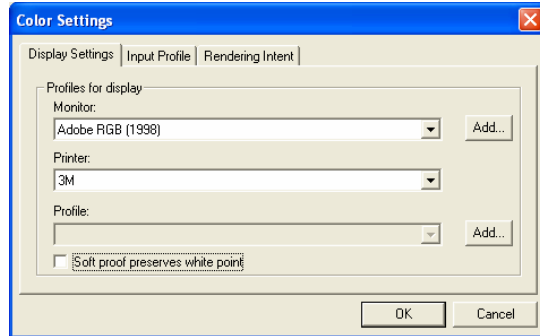 Color Settings
Display Settings Input Profile Rendering Intent
Profiles for display
Monitor:
Adobe RGB (1998) Add...
Printer:
3M
Profile:
Add...
Soft proof preserves white point
OK Cancel